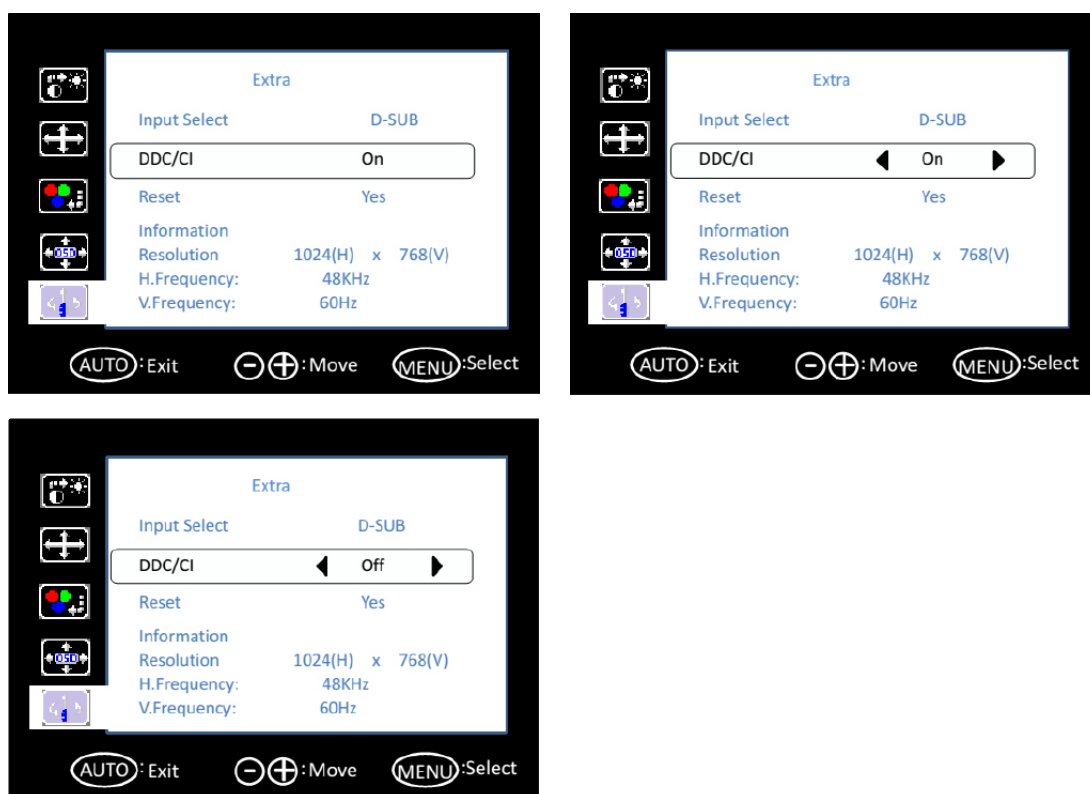 Extra
Input Select D-SUB
DDC/CI On
Reset Yes
Information
Resolution 1024(H) x 768(V)
H.Frequency: 48KHz
V.Frequency: 60Hz
OSD
AUTO: Exit -+: Move MENU:Select
Extra
Input Select D-SUB
DDC/CI On
Reset Yes
Information
Resolution 1024(H) x 768(V)
H.Frequency: 48KHz
V.Frequency: 60Hz
OSD
AUTO: Exit -+: Move MENU:Select
Extra
Input Select D-SUB
DDC/CI Off
Reset Yes
Information
Resolution 1024(H) x 768(V)
H.Frequency: 48KHz
V.Frequency: 60Hz
OSD
AUTO: Exit -+: Move MENU:Select